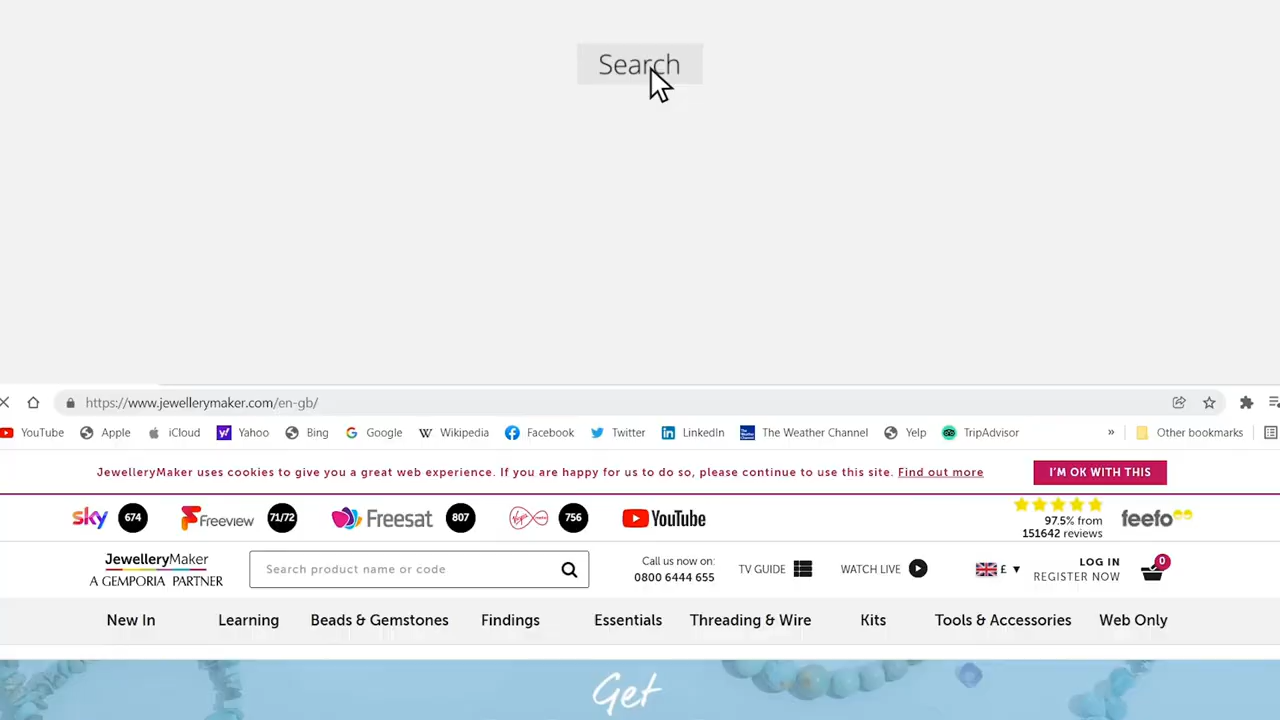 Search
https://www.jewellerymaker.com/en-gb/
YouTube Apple iCloud Yahoo Bing Google Wikipedia Facebook Twitter LinkedIn The Weather Channel Yelp TripAdvisor » Other bookmarks
JewelleryMaker uses cookies to give you a great web experience. If you are happy for us to do so, please continue to use this site. Find out more I'M OK WITH THIS
sky 674 Freeview 71/72 Freesat 807 756 YouTube
97.5% from
151642 reviews
feefo
JewelleryMaker
A GEMPORIA PARTNER
Search product name or code
Call us now on:
0800 6444 655
TV GUIDE WATCH LIVE £ ▼
LOG IN
REGISTER NOW
0
New In Learning Beads & Gemstones Findings Essentials Threading & Wire Kits Tools & Accessories Web Only
Get